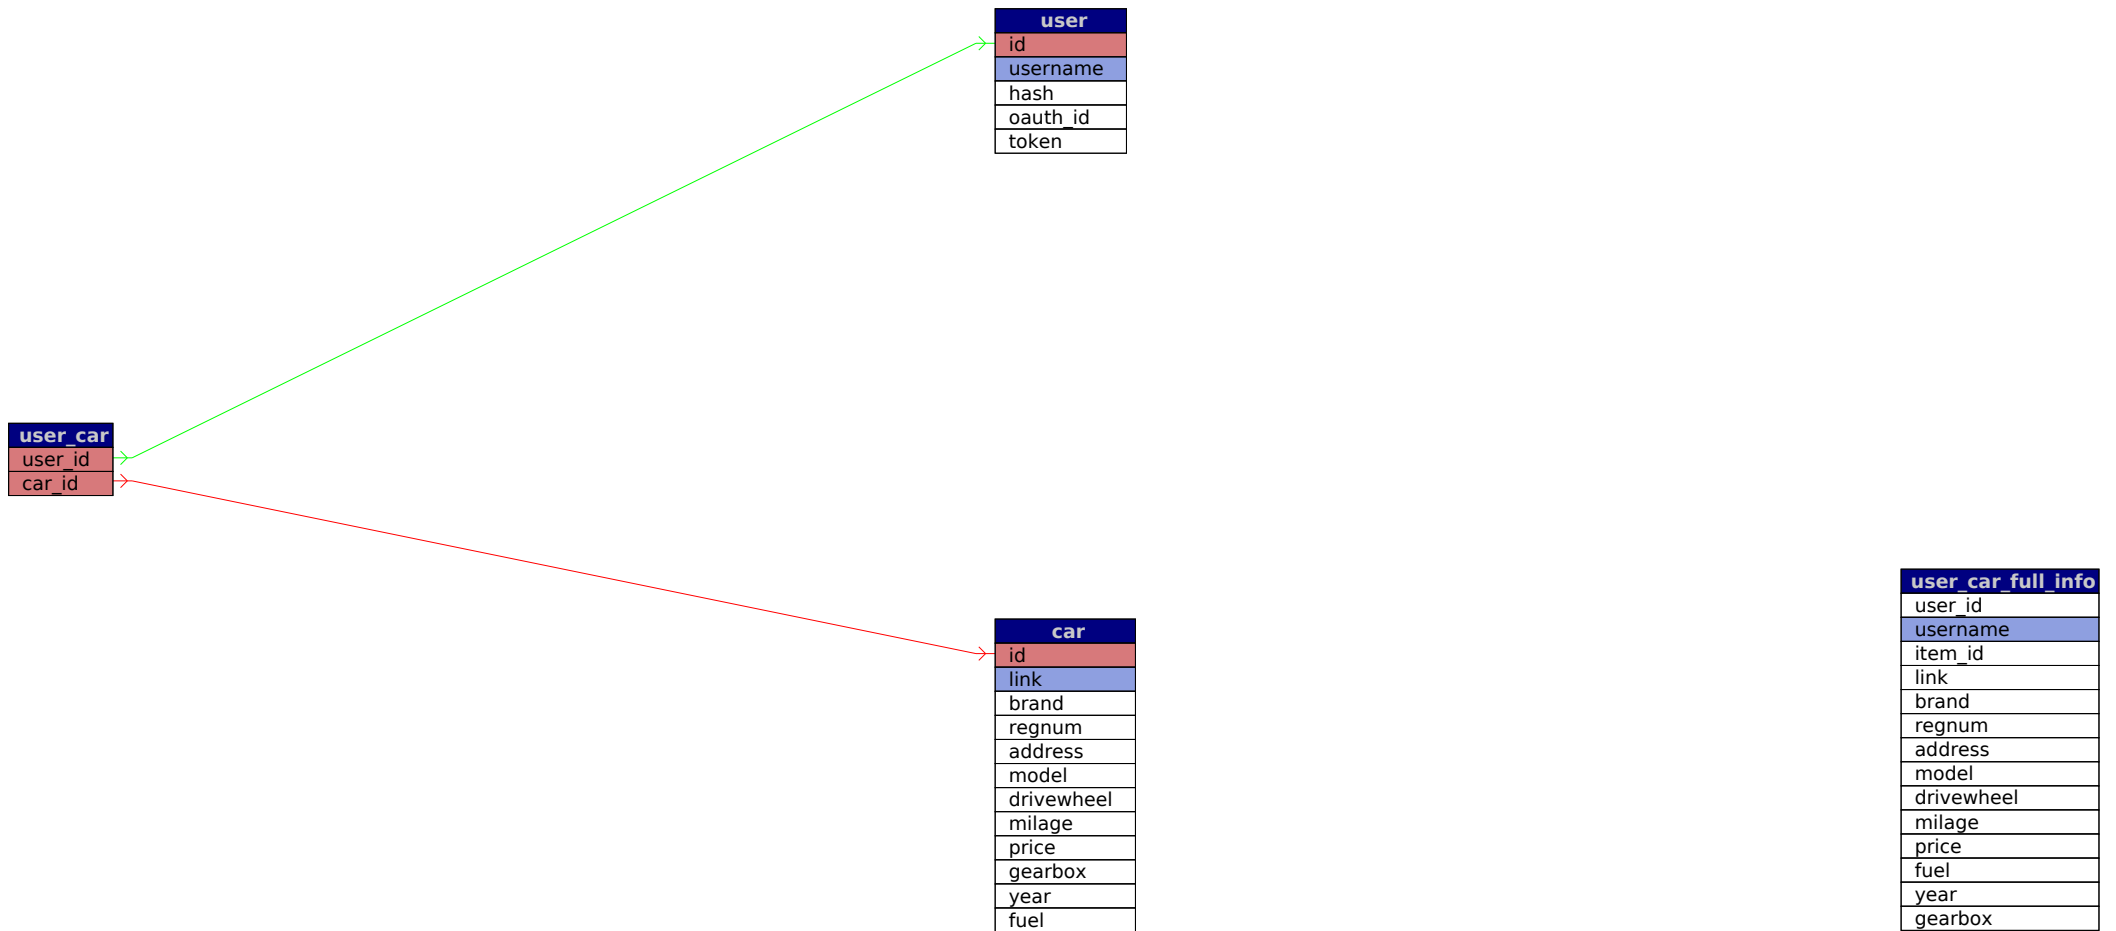 user
id
username
hash
oauth_id
token
user_car
user_id
car_id
car
id
link
brand
regnum
address
model
drivewheel
milage
price
gearbox
year
fuel
user_car_full_info
user_id
username
item_id
link
brand
regnum
address
model
drivewheel
milage
price
fuel
year
gearbox